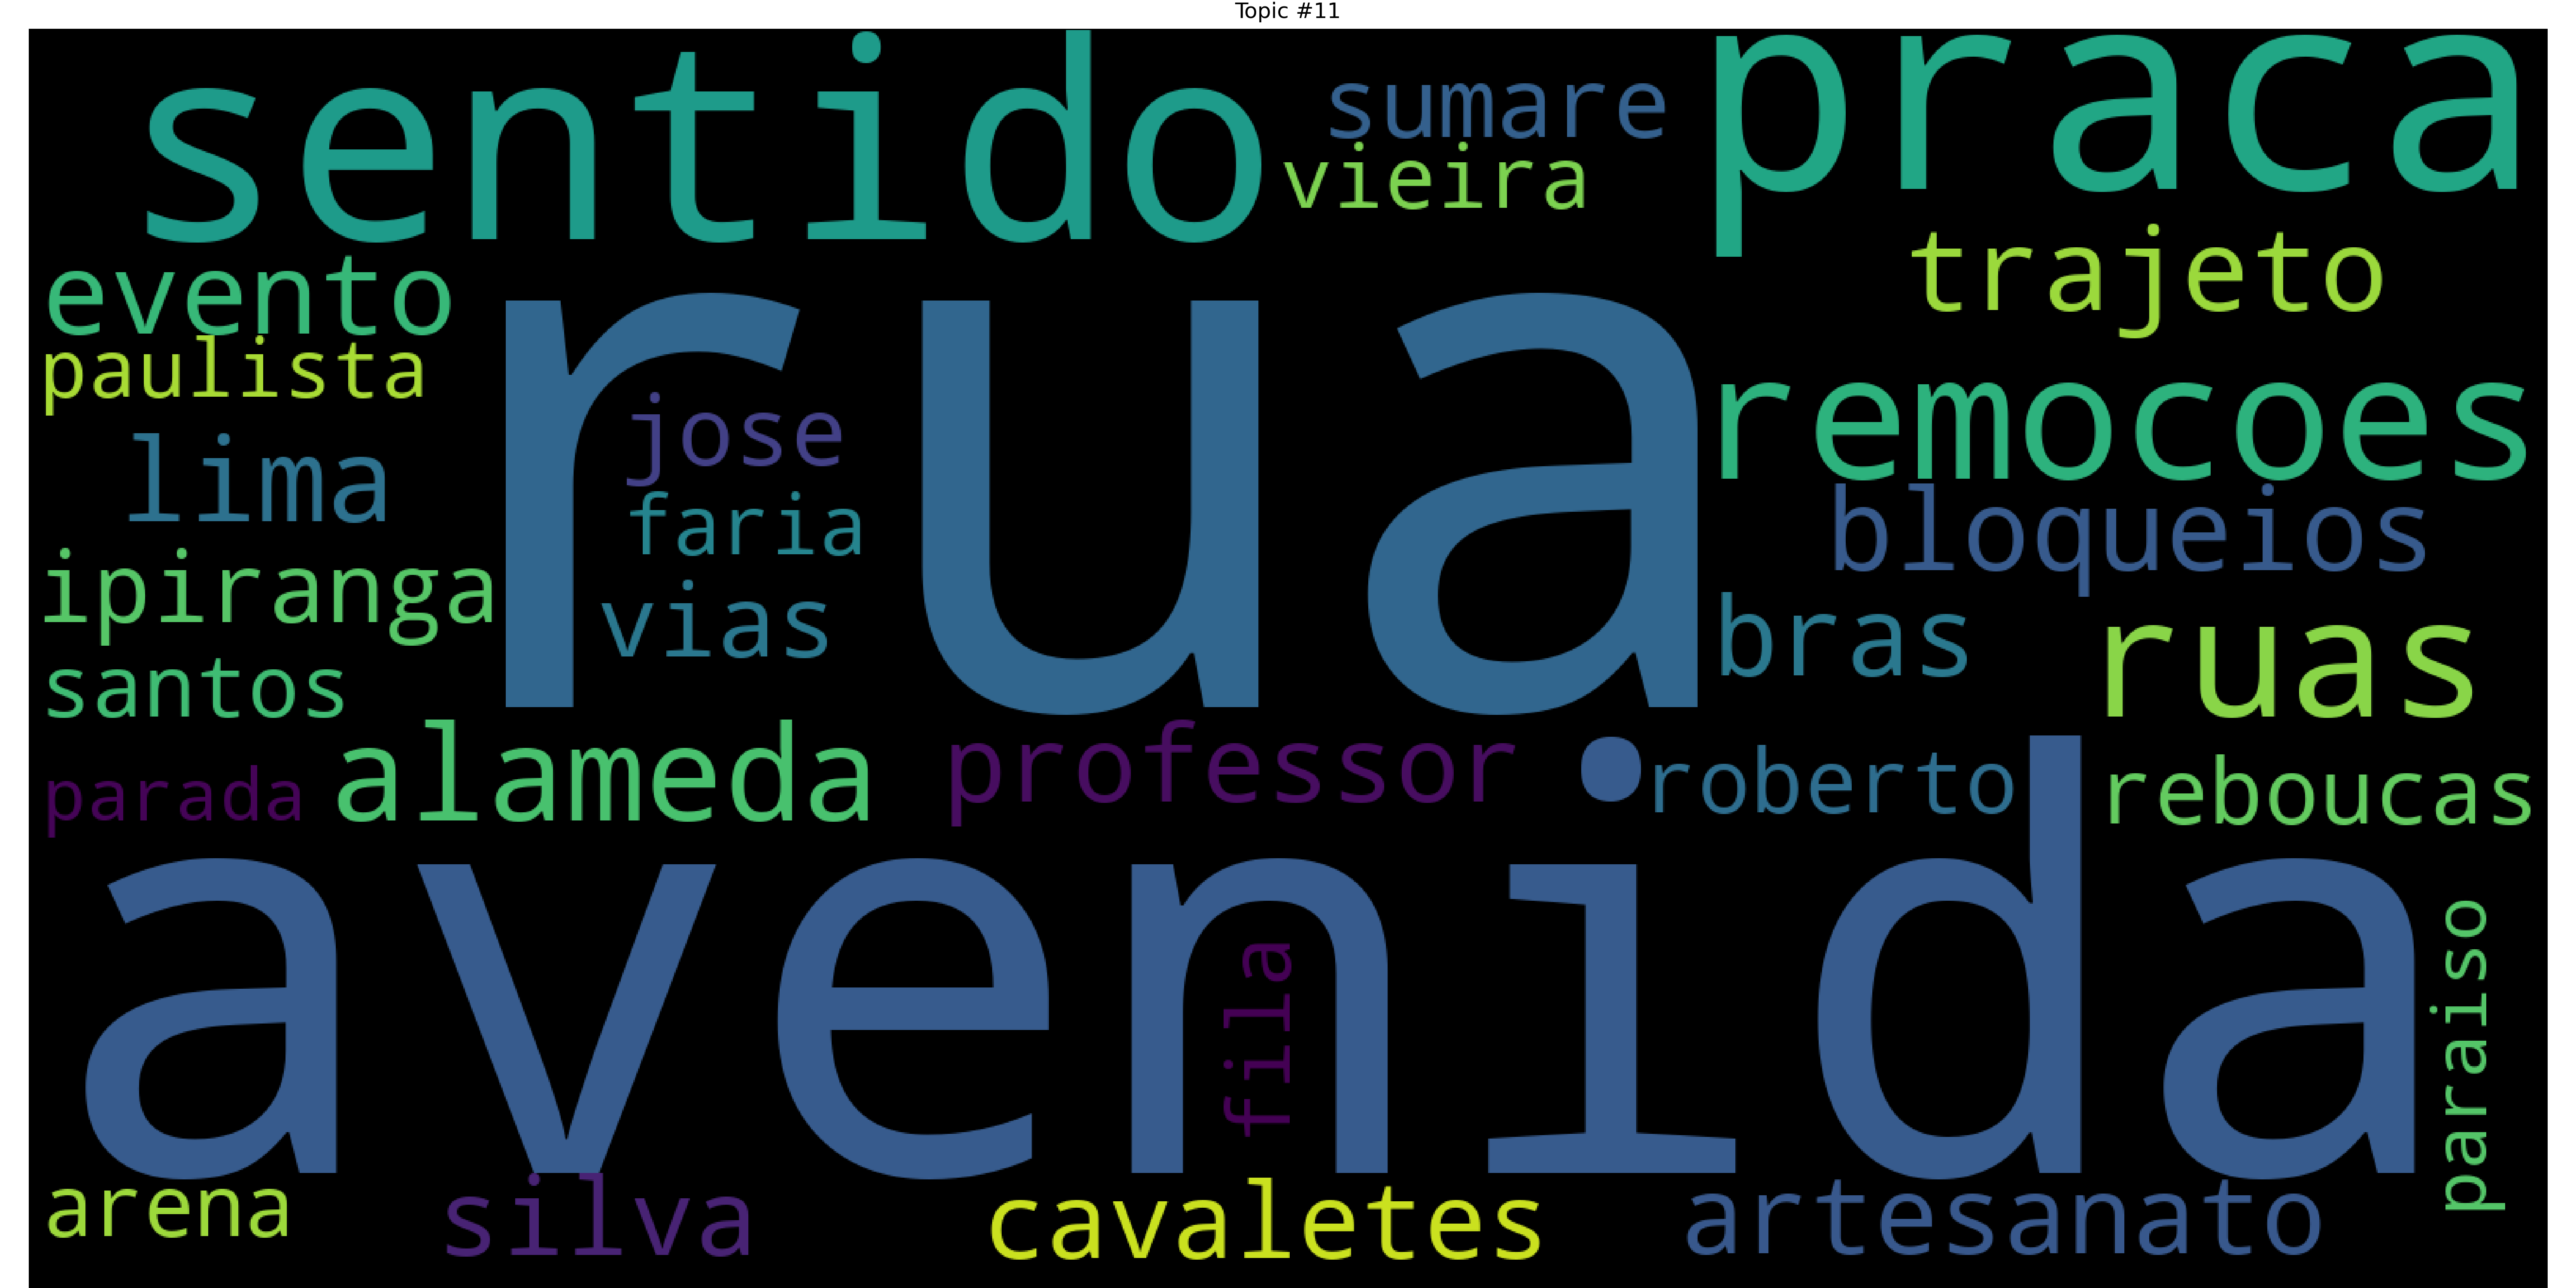 Topic #11
sentido
praca
sumare
vieira
evento
trajeto
paulista
rua
remocoes
jose
lima
faria
bloqueios
ipiranga
vias
bras
ruas
santos
alameda
professor
roberto
reboucas
parada
avenida
fila
paraiso
arena
silva
cavaletes
artesanato